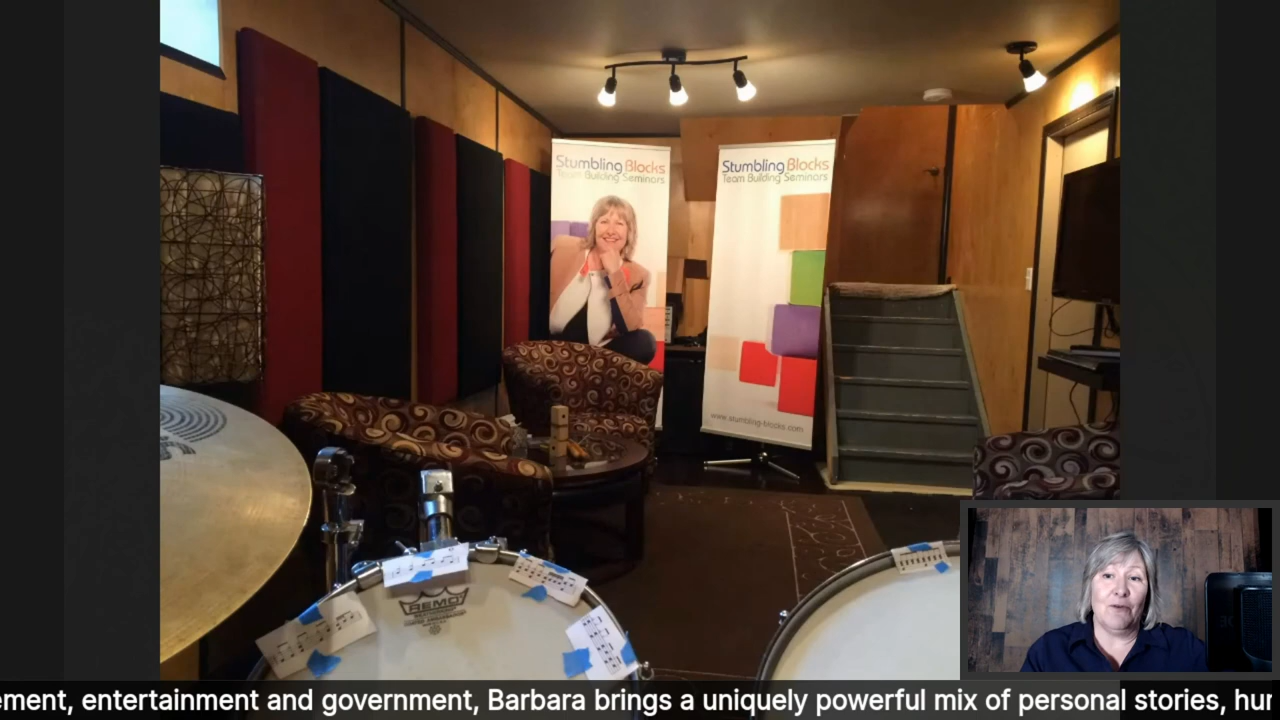 Stumbling Blocks
Team Building Seminars
Stumbling Blocks
Team Building Seminars
www.stumbling-blocks.com
REMO
ement, entertainment and government, Barbara brings a uniquely powerful mix of personal stories, hur